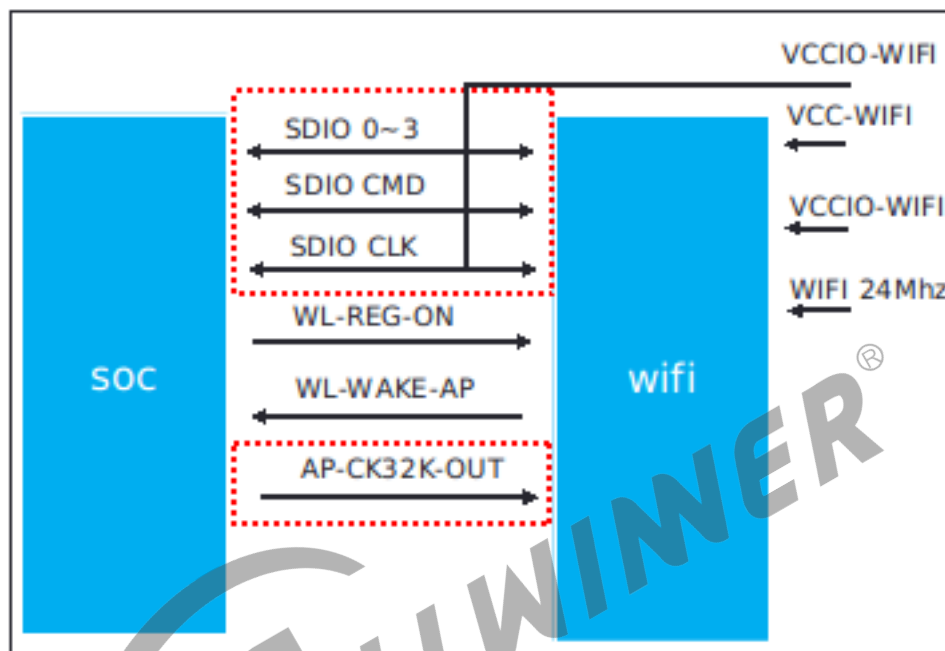 VCCIO-WIFI
SDIO 0~3
VCC-WIFI
SDIO CMD
VCCIO-WIFI
SDIO CLK
WIFI 24Mhz
WL-REG-ON
soc
wifi
WL-WAKE-AP
AP-CK32K-OUT
®